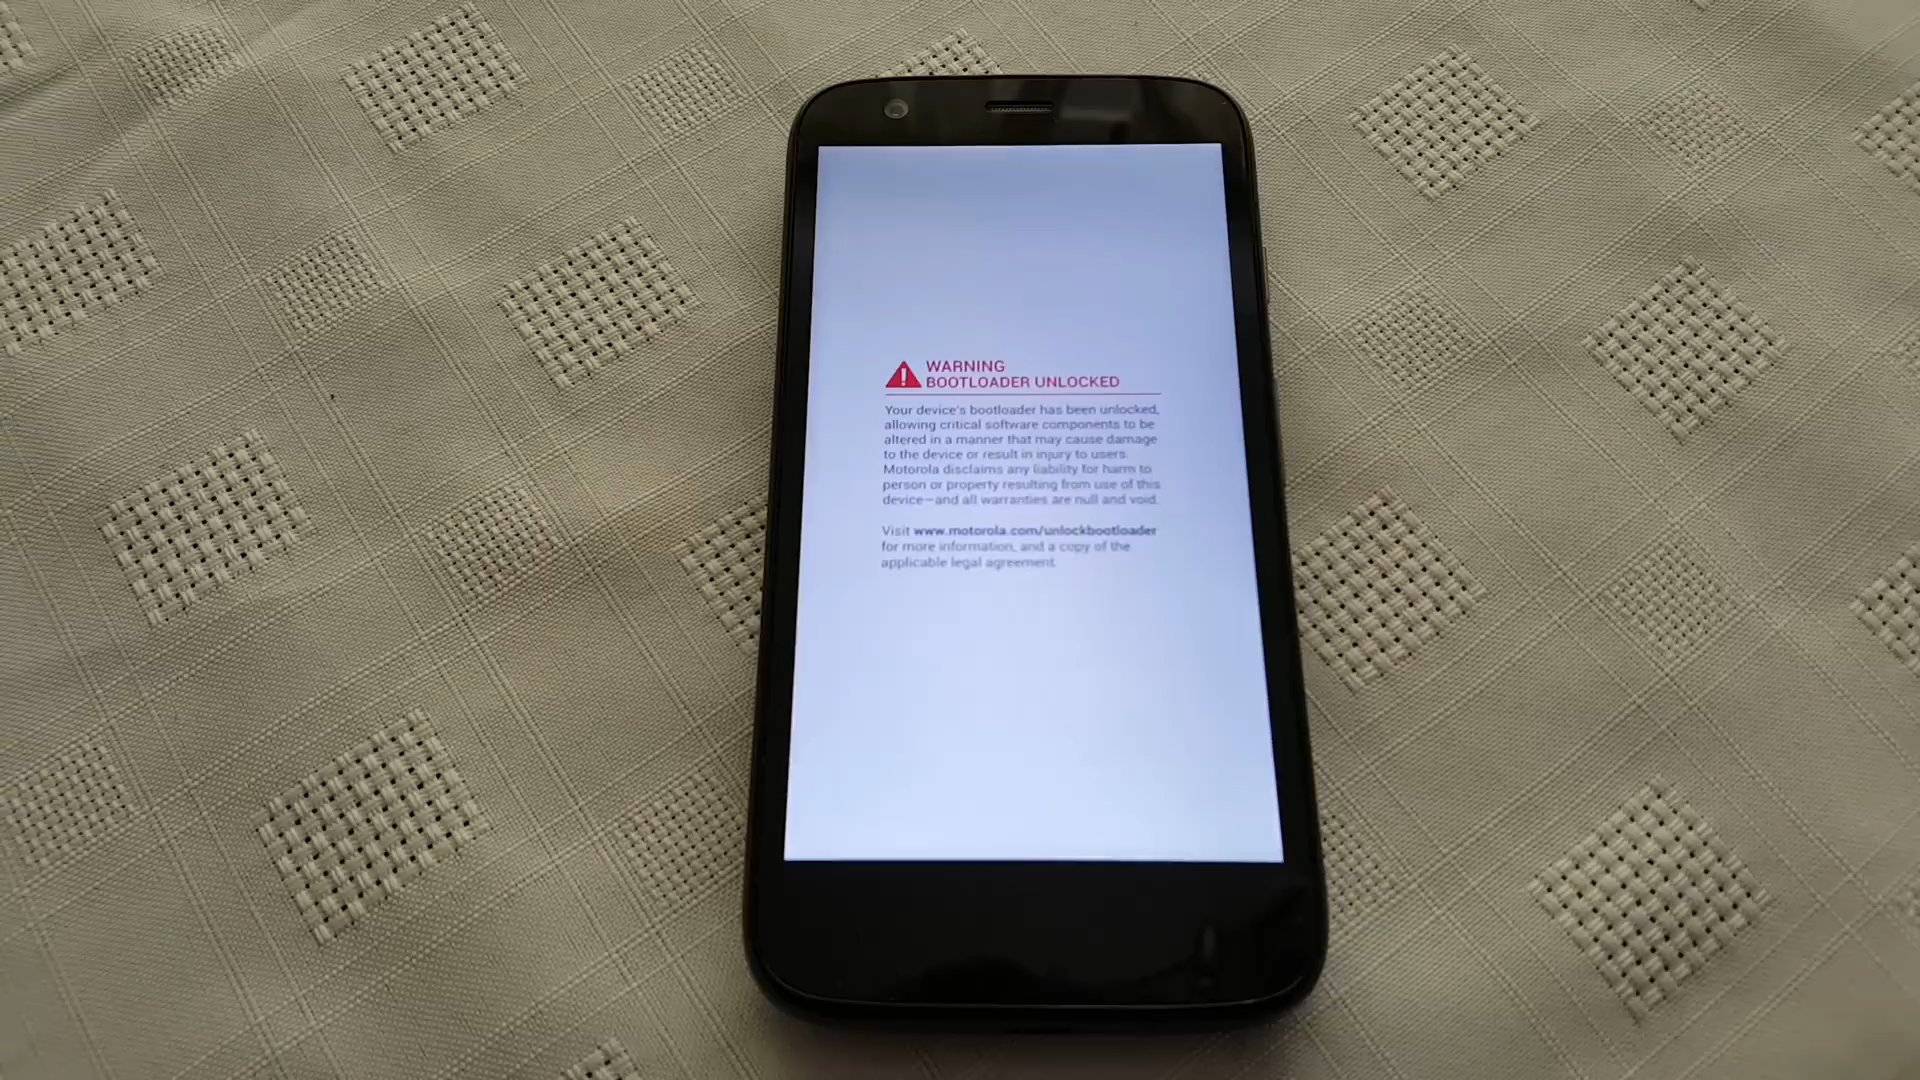 WARNING
BOOTLOADER UNLOCKED
Your device's bootloader has been unlocked,
allowing critical software components to be
altered in a manner that may cause damage
to the device or result in injury to users.
Motorola disclaims any liability for harm to
person or property resulting from use of this
device—and all warranties are null and void.
Visit www.motorola.com/unlockbootloader
for more information, and a copy of the
applicable legal agreement.